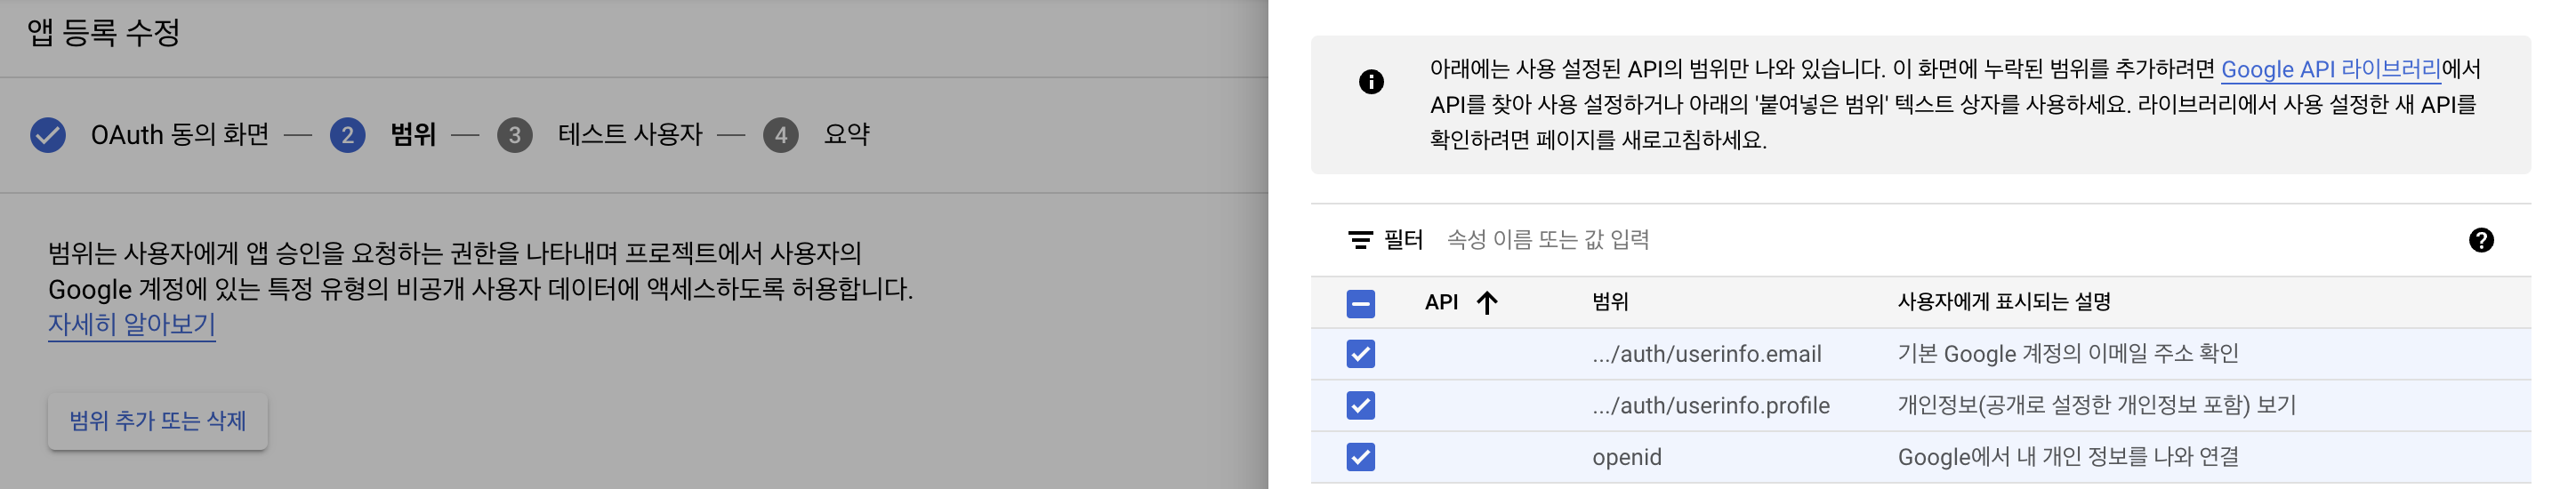 앱 등록 수정
OAuth 동의 화면 — 2 범위 — 3 테스트 사용자 — 4 요약
범위는 사용자에게 앱 승인을 요청하는 권한을 나타내며 프로젝트에서 사용자의
Google 계정에 있는 특정 유형의 비공개 사용자 데이터에 액세스하도록 허용합니다.
자세히 알아보기
범위 추가 또는 삭제
아래에는 사용 설정된 API의 범위만 나와 있습니다. 이 화면에 누락된 범위를 추가하려면 Google API 라이브러리에서
API를 찾아 사용 설정하거나 아래의 '붙여넣은 범위' 텍스트 상자를 사용하세요. 라이브러리에서 사용 설정한 새 API를
확인하려면 페이지를 새로고침하세요.
필터 속성 이름 또는 값 입력
API 범위 사용자에게 표시되는 설명
.../auth/userinfo.email 기본 Google 계정의 이메일 주소 확인
.../auth/userinfo.profile 개인정보(공개로 설정한 개인정보 포함) 보기
openid Google에서 내 개인 정보를 나와 연결